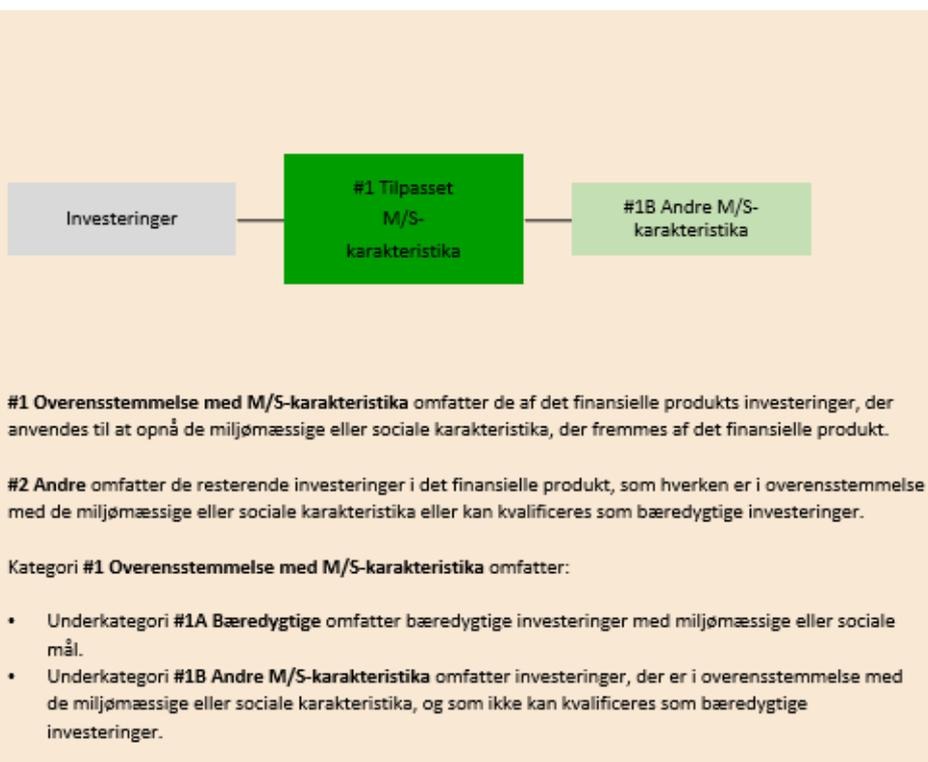 Investeringer
#1 Tilpasset
M/S-
karakteristika
#1B Andre M/S-
karakteristika
#1 Overensstemmelse med M/S-karakteristika omfatter de af det finansielle produkts investeringer, der
anvendes til at opnå de miljømæssige eller sociale karakteristika, der fremmes af det finansielle produkt.
#2 Andre omfatter de resterende investeringer i det finansielle produkt, som hverken er i overensstemmelse
med de miljømæssige eller sociale karakteristika eller kan kvalificeres som bæredygtige investeringer.
Kategori #1 Overensstemmelse med M/S-karakteristika omfatter:
• Underkategori #1A Bæredygtige omfatter bæredygtige investeringer med miljømæssige eller sociale
mål.
• Underkategori #1B Andre M/S-karakteristika omfatter investeringer, der er i overensstemmelse med
de miljømæssige eller sociale karakteristika, og som ikke kan kvalificeres som bæredygtige
investeringer.